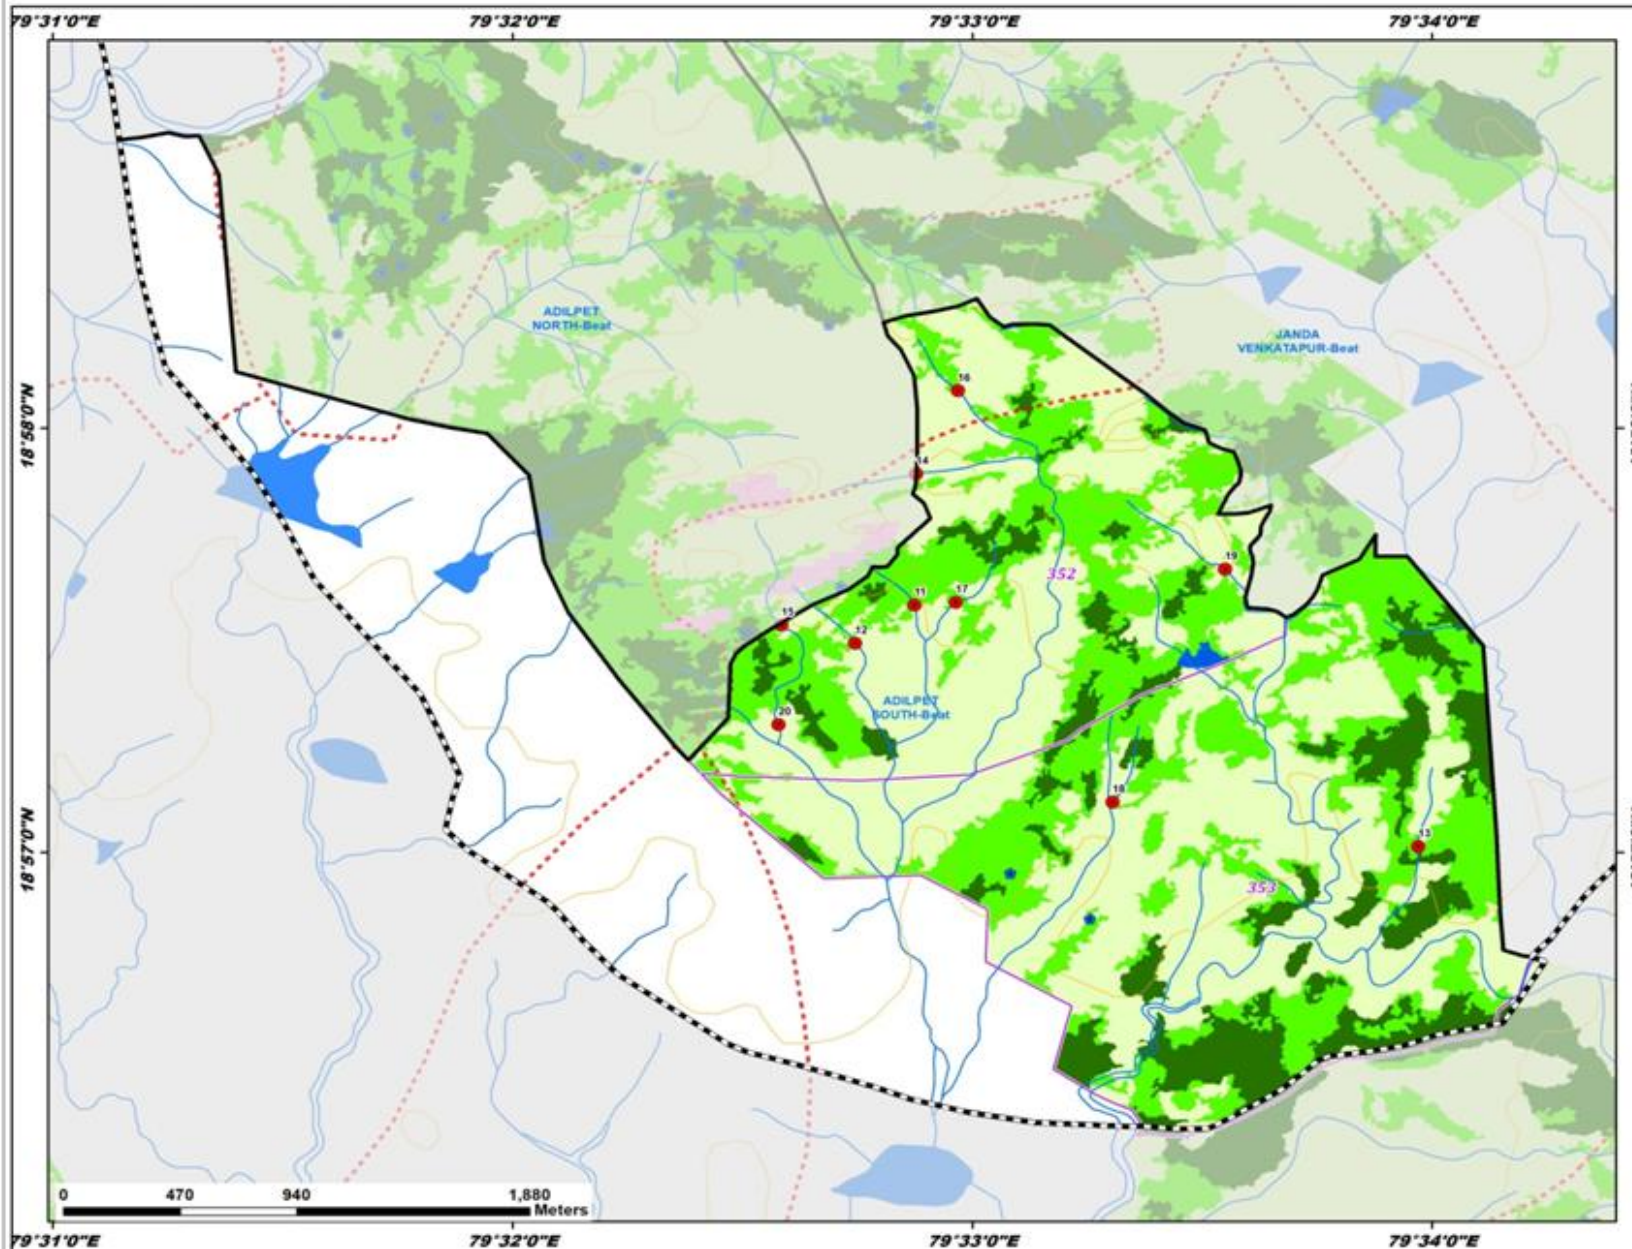 79°31'0"E 79°32'0"E 79°33'0"E 79°34'0"E
ADILPET
NORTH-Beat
JANDA
VENKATAPUR-Beat
16
18°58'0"N
14
19
352
11
17
15
12
ADILPET
SOUTH-Beat
20
18
13
18°57'0"N
353
0 470 940 1,880
Meters
79°31'0"E 79°32'0"E 79°33'0"E 79°34'0"E